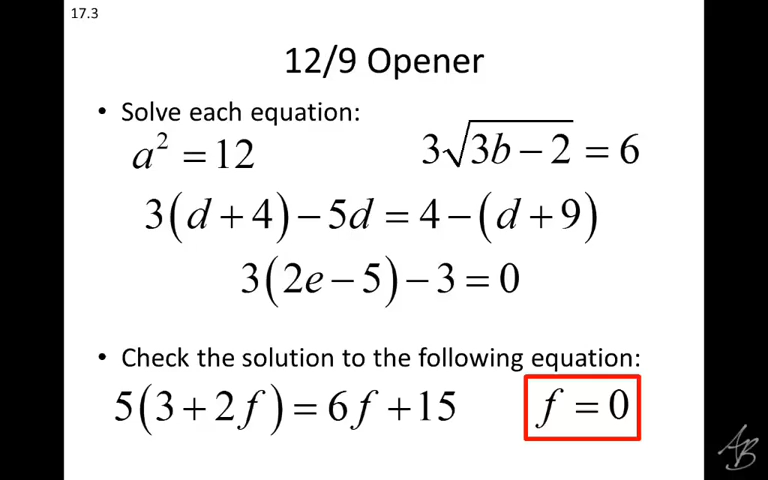 17.3
12/9 Opener
• Solve each equation:
a² = 12    3√(3b − 2) = 6
3(d + 4) − 5d = 4 − (d + 9)
3(2e − 5) − 3 = 0
• Check the solution to the following equation:
5(3 + 2f) = 6f + 15    f = 0
AB